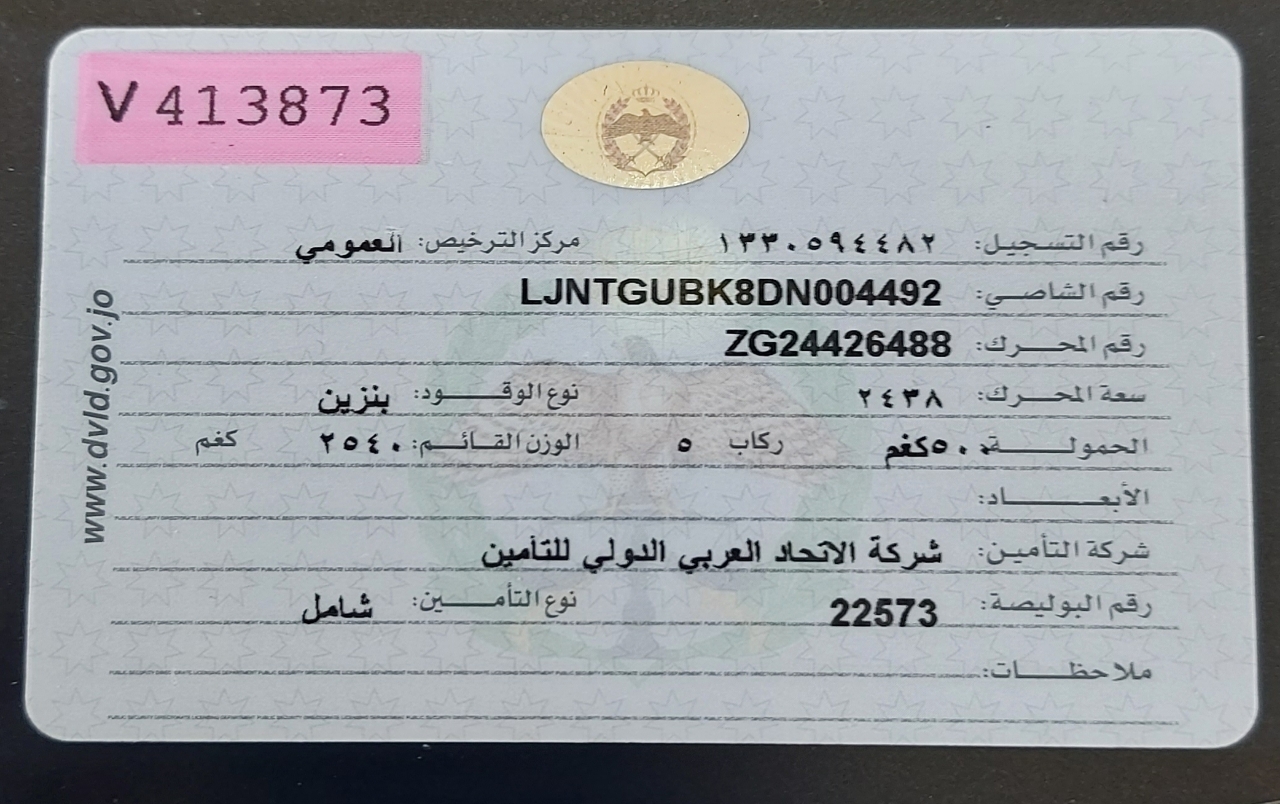 V 413873
رقم التسجيل: ١٣٣٠٥٩٤٤٨٢ مركز الترخيص: العمومي
رقم الشاصي: LJNTGUBK8DN004492
رقم المحرك: ZG24426488
سعة المحرك: ٢٤٣٨ نوع الوقود: بنزين
الحمولة: ٥٠٠كغم ركاب ٥ الوزن القائم: ٢٥٤٠ كغم
الأبعاد:
شركة التأمين: شركة الاتحاد العربي الدولي للتأمين
رقم البوليصة: 22573 نوع التأمين: شامل
ملاحظات:
www.dvld.gov.jo